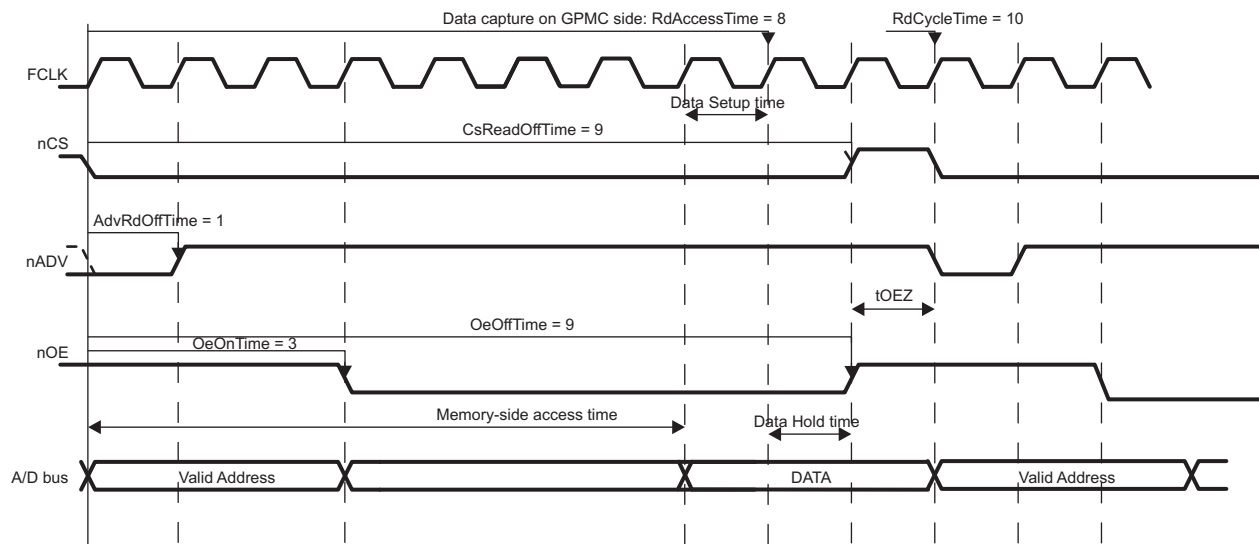 Data capture on GPMC side: RdAccessTime = 8
RdCycleTime = 10
FCLK
Data Setup time
CsReadOffTime = 9
nCS
AdvRdOffTime = 1
nADV
tOEZ
OeOffTime = 9
OeOnTime = 3
nOE
Memory-side access time
Data Hold time
A/D bus
Valid Address
DATA
Valid Address